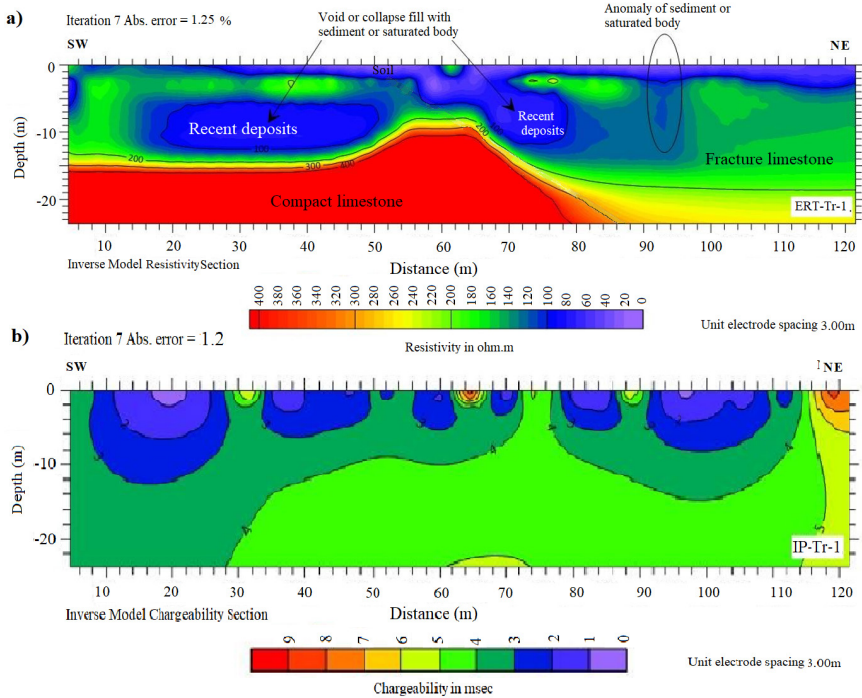 Iteration 7 Abs. error = 1.25 %
Void or collapse fill with
sediment or saturated body
Anomaly of sediment or
saturated body
a)
SW
NE
0
-10
-20
Depth (m)
Soil
Recent deposits
Recent
deposits
100
200
300
400
200
Fracture limestone
Compact limestone
ERT-Tr-1
10 20 30 40 50 60 70 80 93 100 110 120
Inverse Model ResistivitySection
Distance (m)
400 380 360 340 320 300 280 260 240 220 200 180 160 140 120 100 80 60 40 20 0
Resistivity in ohm.m
Unit electrode spacing 3.00m
b)
Iteration 7 Abs. error = 1.2
SW
NE
0
-10
-20
Depth (m)
IP-Tr-1
10 20 30 40 50 60 70 80 90 100 110 120
Inverse Model Chargeability Section
Distance (m)
9 8 7 6 5 4 3 2 1 0
Chargeability in msec
Unit electrode spacing 3.00m